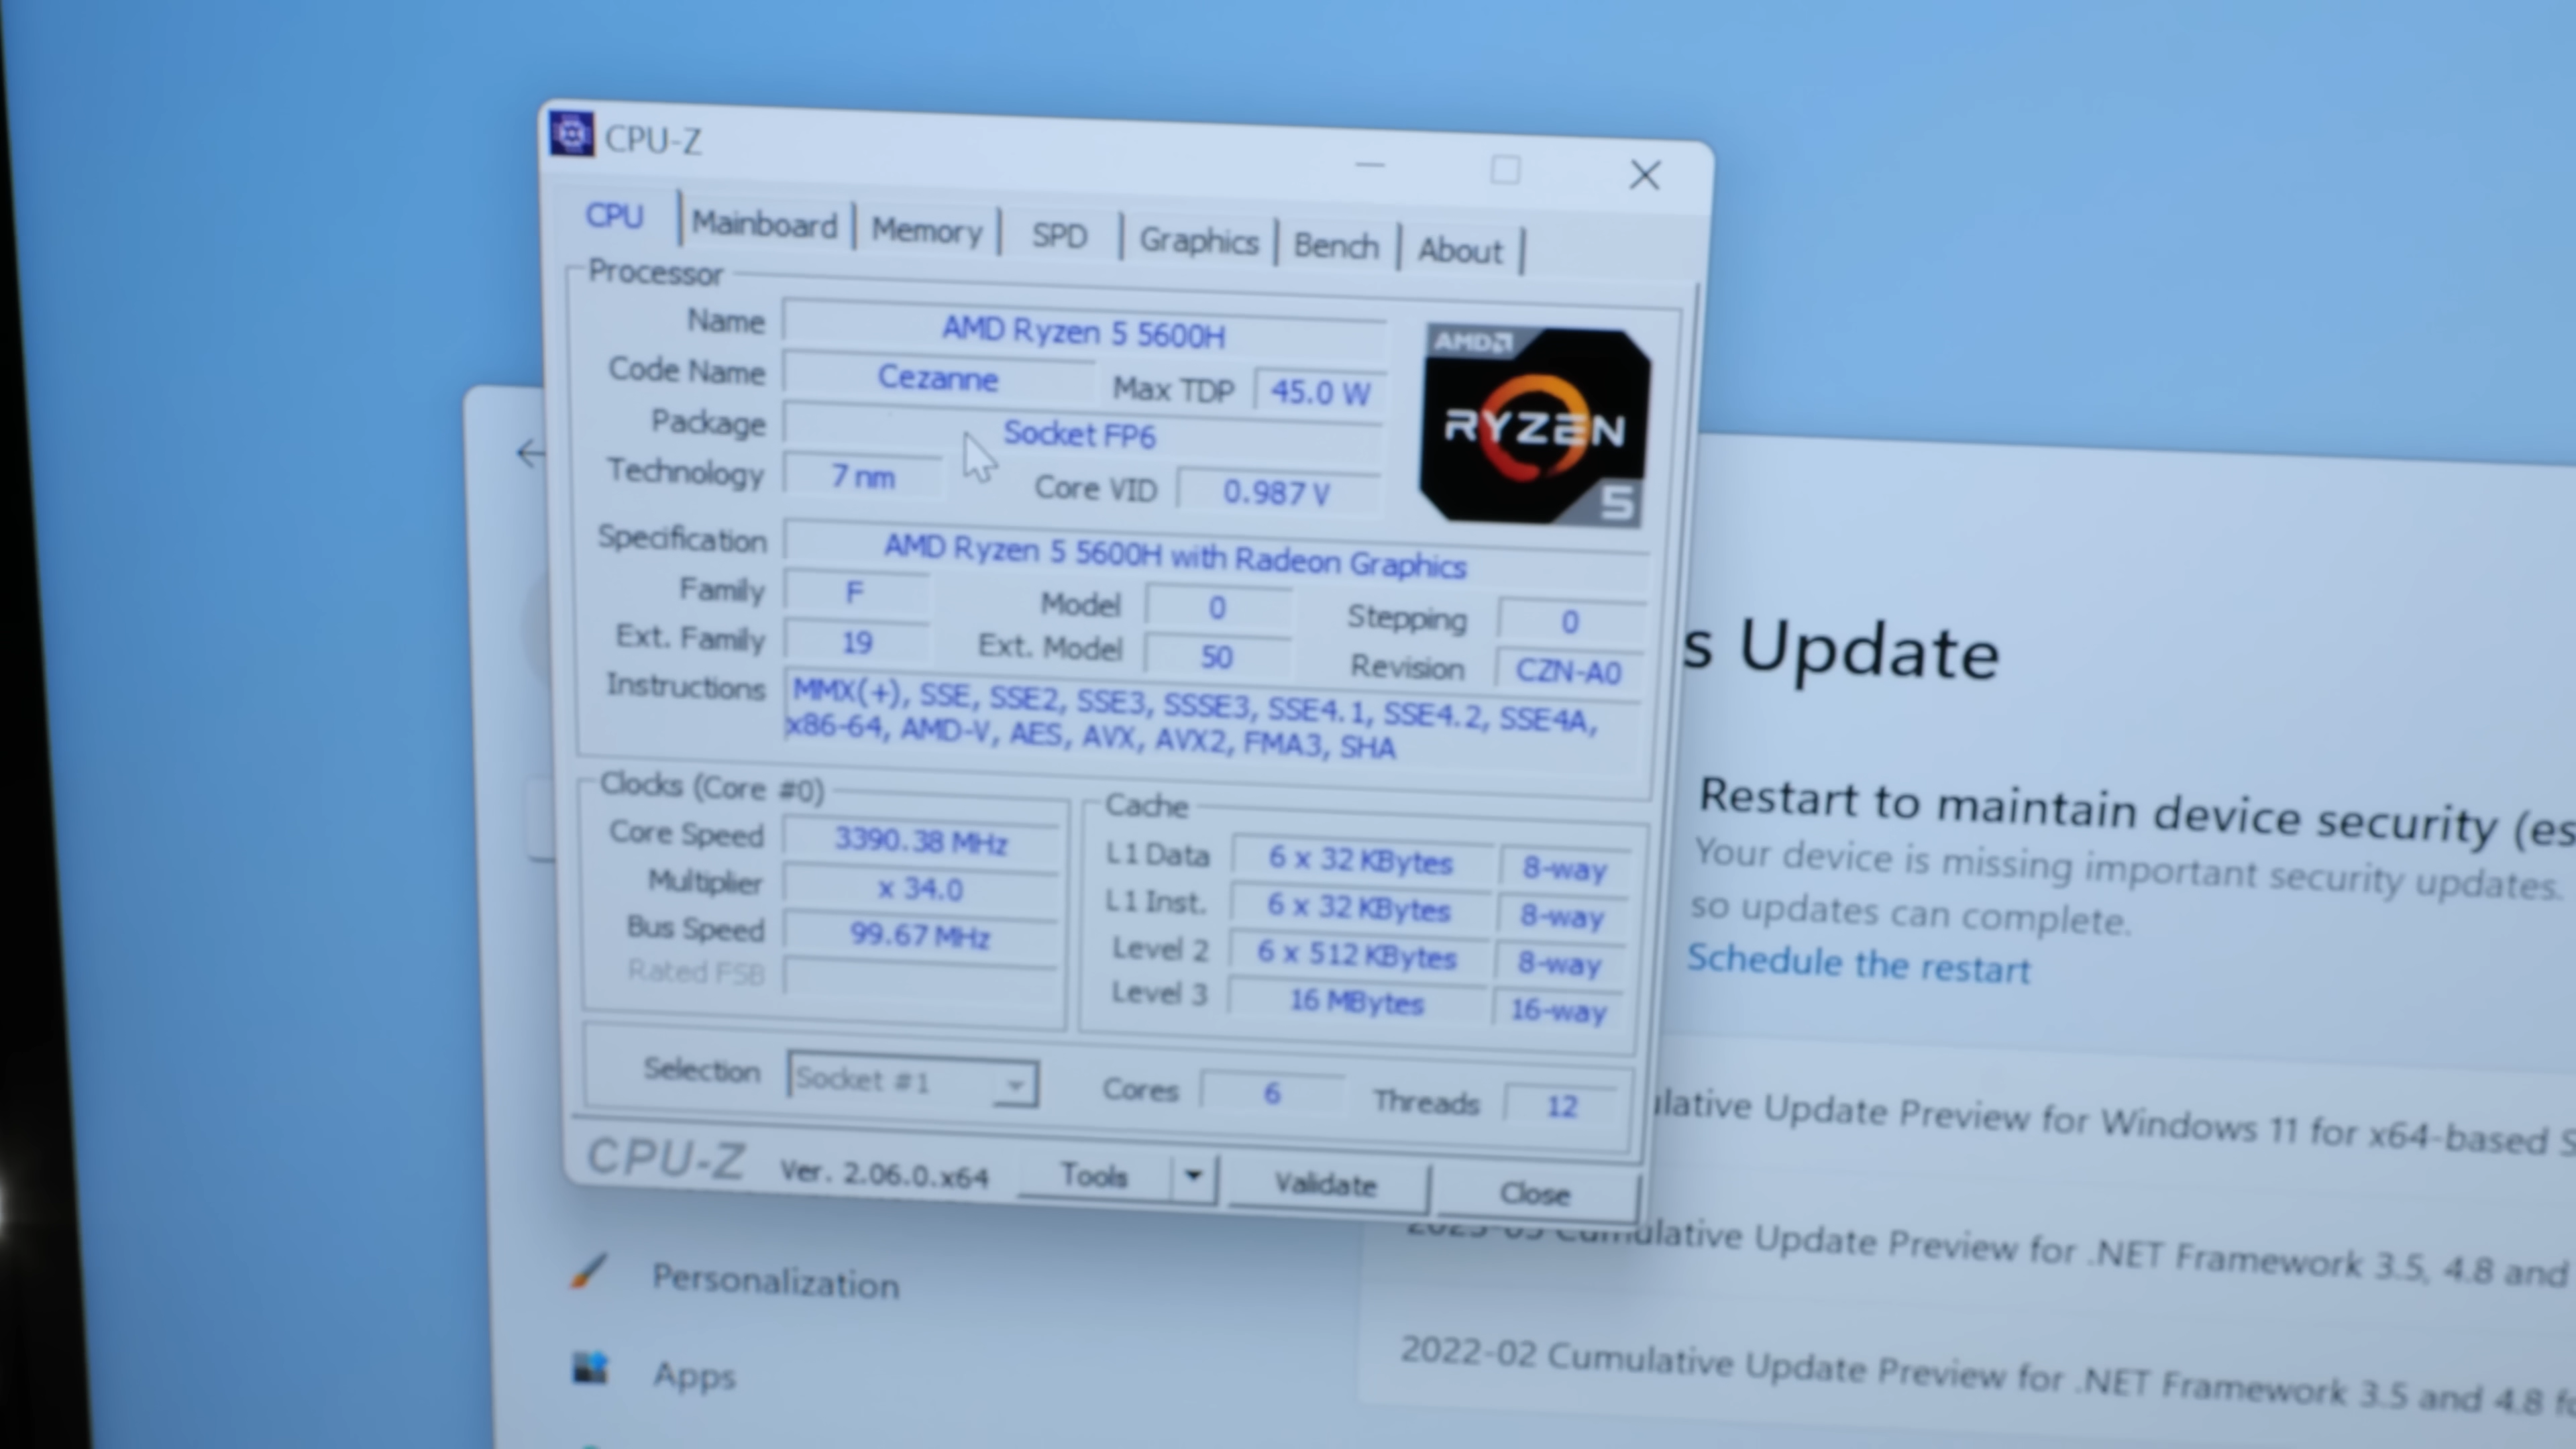 CPU-Z
CPU Mainboard Memory SPD Graphics Bench About
Processor
Name AMD Ryzen 5 5600H
Code Name Cezanne Max TDP 45.0 W
Package Socket FP6
Technology 7 nm Core VID 0.987 V
Specification AMD Ryzen 5 5600H with Radeon Graphics
Family F Model 0 Stepping 0
Ext. Family 19 Ext. Model 50 Revision CZN-A0
Instructions MMX(+), SSE, SSE2, SSE3, SSSE3, SSE4.1, SSE4.2, SSE4A,
x86-64, AMD-V, AES, AVX, AVX2, FMA3, SHA
AMD
RYZEN
5
Clocks (Core #0)
Core Speed 3390.38 MHz
Multiplier x 34.0
Bus Speed 99.67 MHz
Rated FSB
Cache
L1 Data 6 x 32 KBytes 8-way
L1 Inst. 6 x 32 KBytes 8-way
Level 2 6 x 512 KBytes 8-way
Level 3 16 MBytes 16-way
Selection Socket #1 Cores 6 Threads 12
CPU-Z Ver. 2.06.0.x64 Tools Validate Close
s Update
Restart to maintain device security (es
Your device is missing important security updates.
so updates can complete.
Schedule the restart
ulative Update Preview for Windows 11 for x64-based S
Cumulative Update Preview for .NET Framework 3.5, 4.8 and
2022-02 Cumulative Update Preview for .NET Framework 3.5 and 4.8 fo
Personalization
Apps